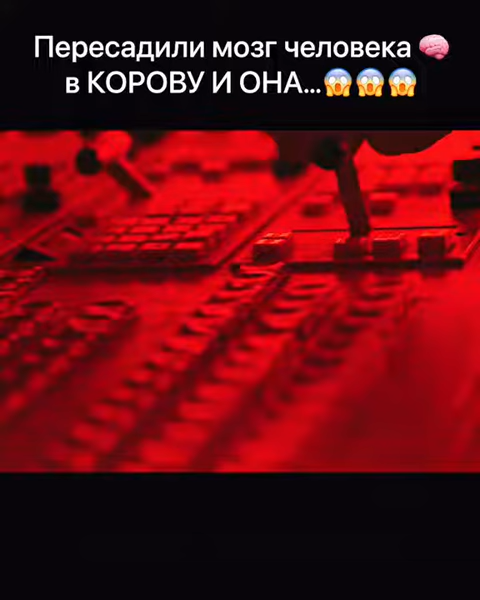 Пересадили мозг человека 🧠
в КОРОВУ И ОНА...😱😱😱